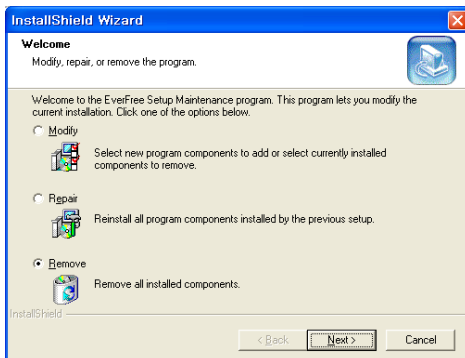 InstallShield Wizard
Welcome
Modify, repair, or remove the program.
Welcome to the EverFree Setup Maintenance program. This program lets you modify the
current installation. Click one of the options below.
Modify
Select new program components to add or select currently installed
components to remove.
Repair
Reinstall all program components installed by the previous setup.
Remove
Remove all installed components.
InstallShield
< Back
Next >
Cancel